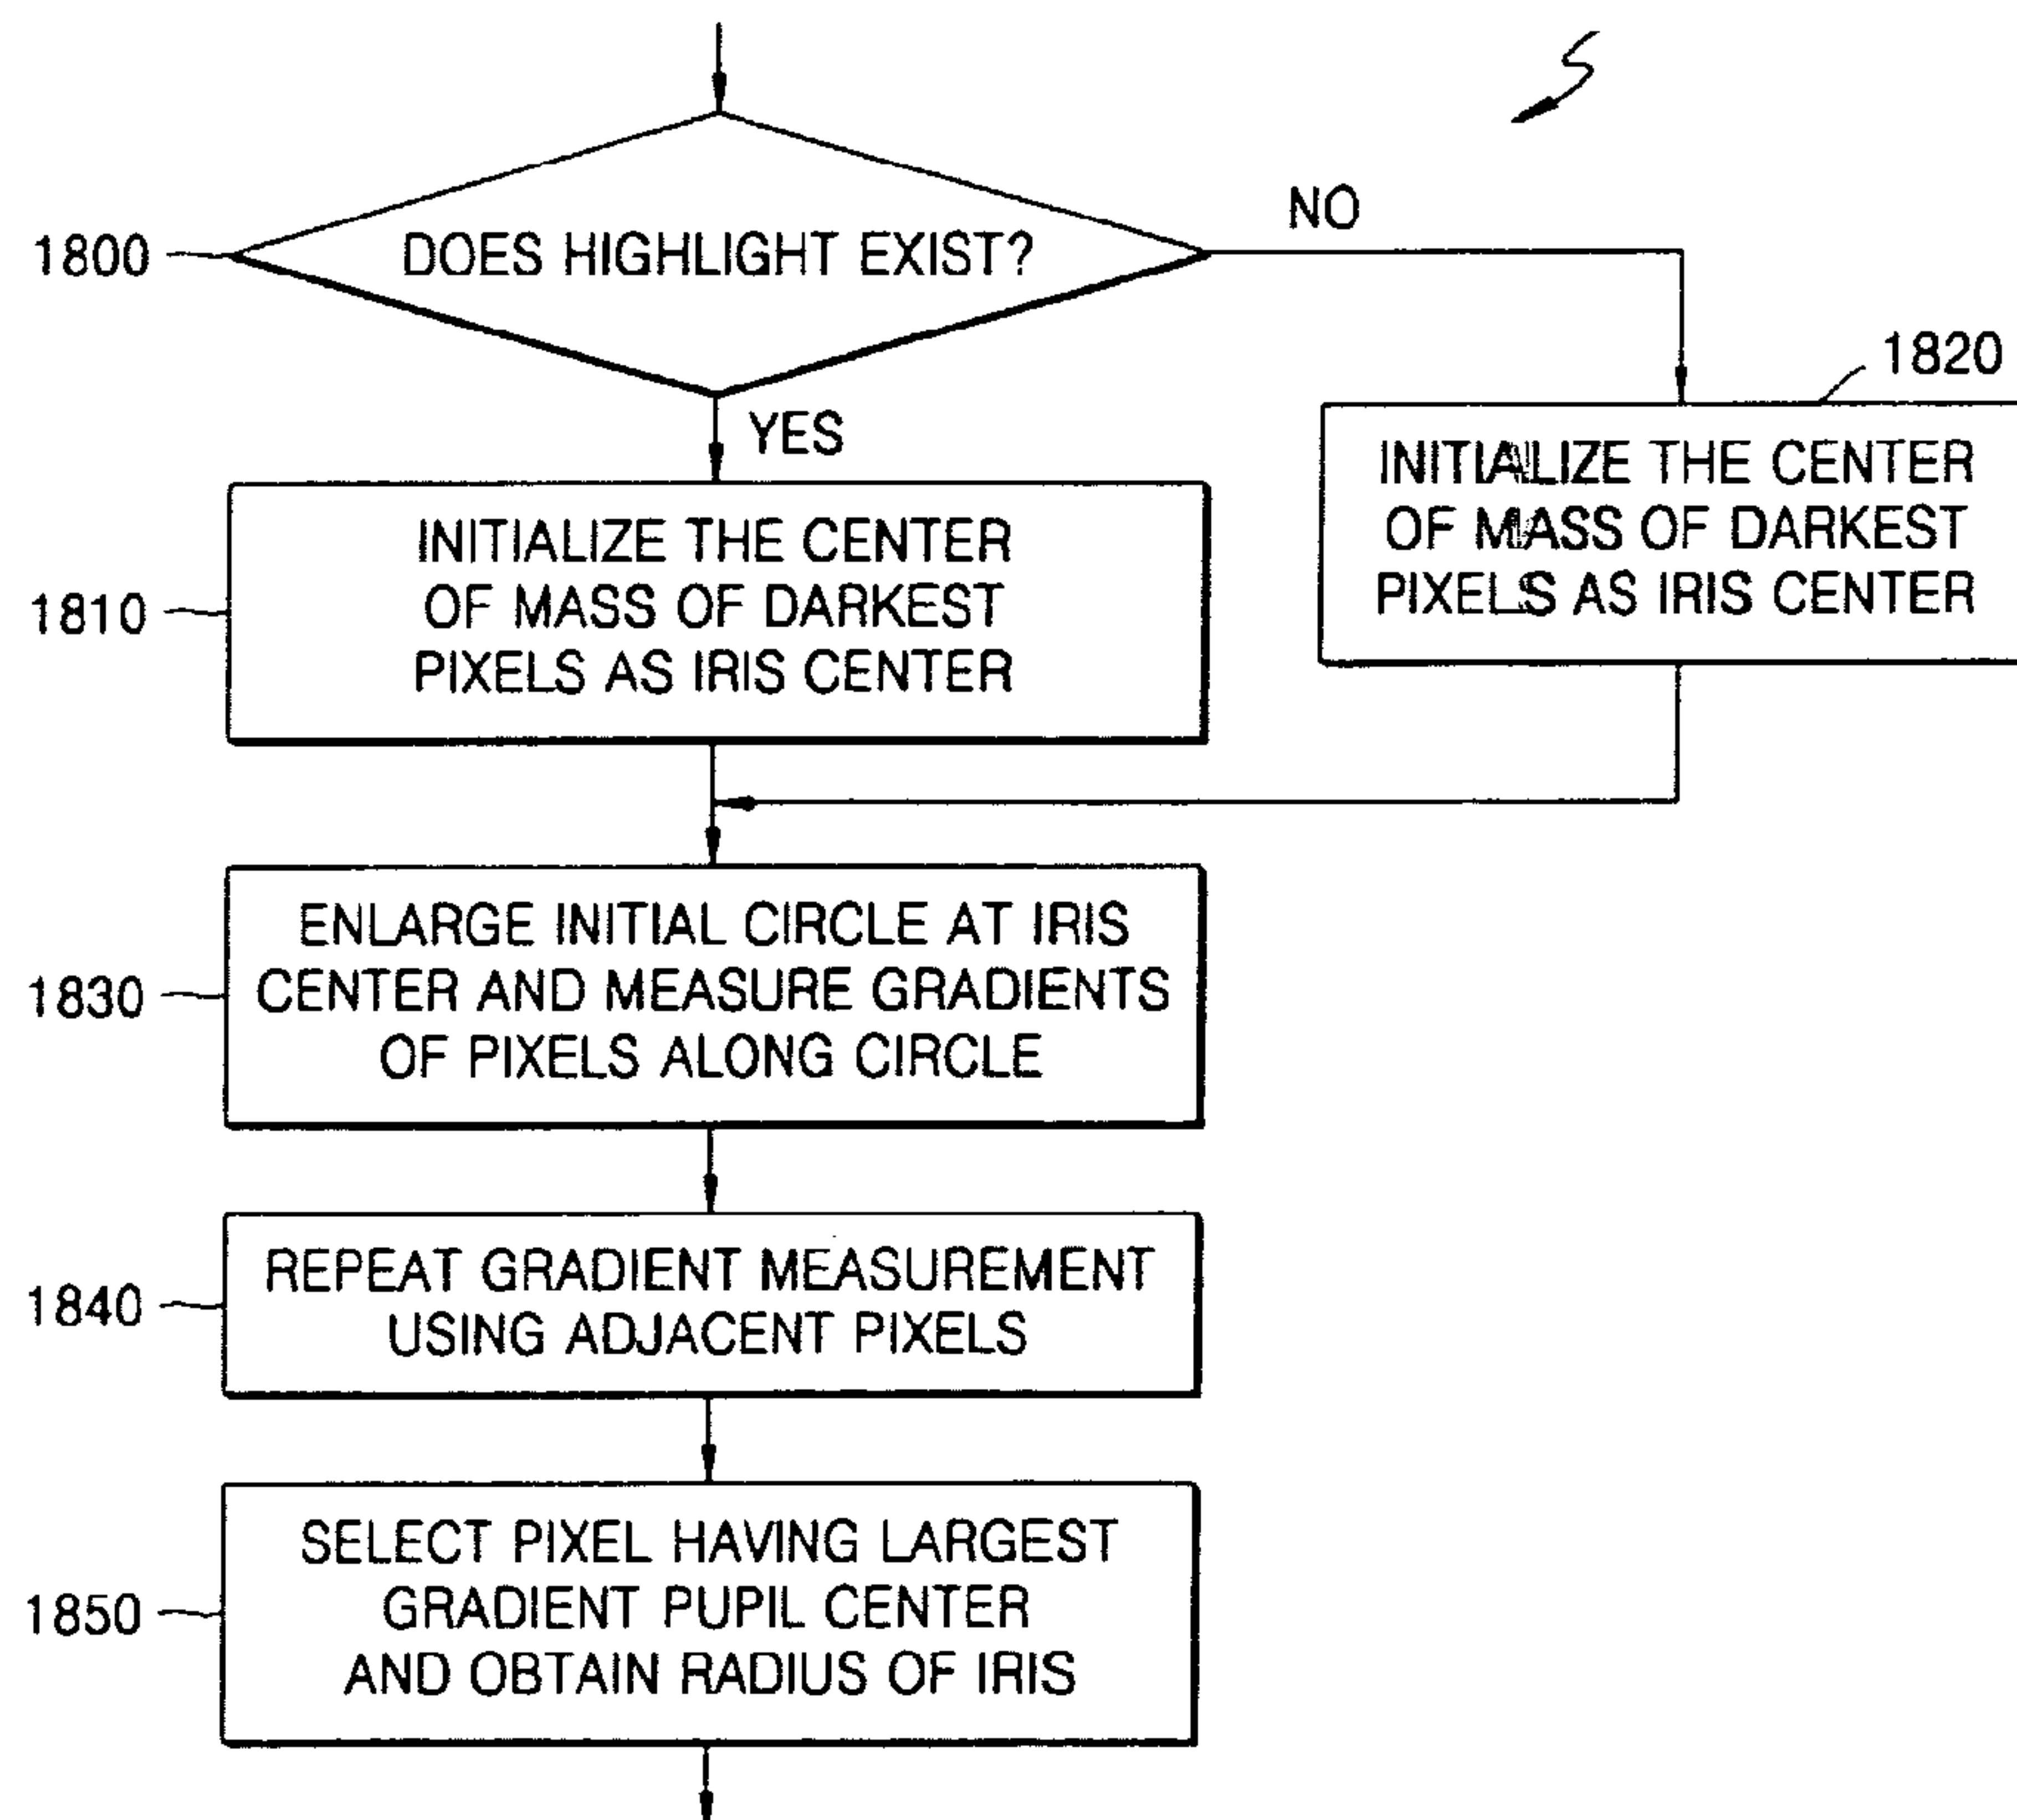 1800
DOES HIGHLIGHT EXIST?
NO
YES
1820
INITIALIZE THE CENTER
OF MASS OF DARKEST
PIXELS AS IRIS CENTER
1810
INITIALIZE THE CENTER
OF MASS OF DARKEST
PIXELS AS IRIS CENTER
1830
ENLARGE INITIAL CIRCLE AT IRIS
CENTER AND MEASURE GRADIENTS
OF PIXELS ALONG CIRCLE
1840
REPEAT GRADIENT MEASUREMENT
USING ADJACENT PIXELS
1850
SELECT PIXEL HAVING LARGEST
GRADIENT PUPIL CENTER
AND OBTAIN RADIUS OF IRIS